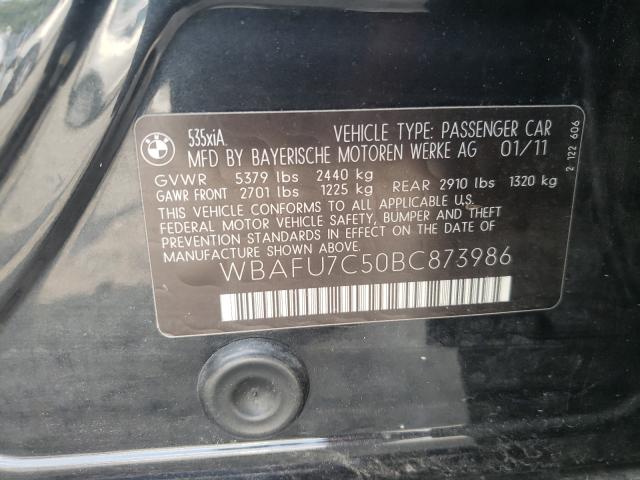 BMW
535xiA
VEHICLE TYPE: PASSENGER CAR
MFD BY BAYERISCHE MOTOREN WERKE AG 01/11
GVWR 5379 lbs 2440 kg
GAWR FRONT 2701 lbs 1225 kg REAR 2910 lbs 1320 kg
THIS VEHICLE CONFORMS TO ALL APPLICABLE U.S.
FEDERAL MOTOR VEHICLE SAFETY, BUMPER AND THEFT
PREVENTION STANDARDS IN EFFECT ON THE DATE OF
MANUFACTURE SHOWN ABOVE.
WBAFU7C50BC873986
2 122 606